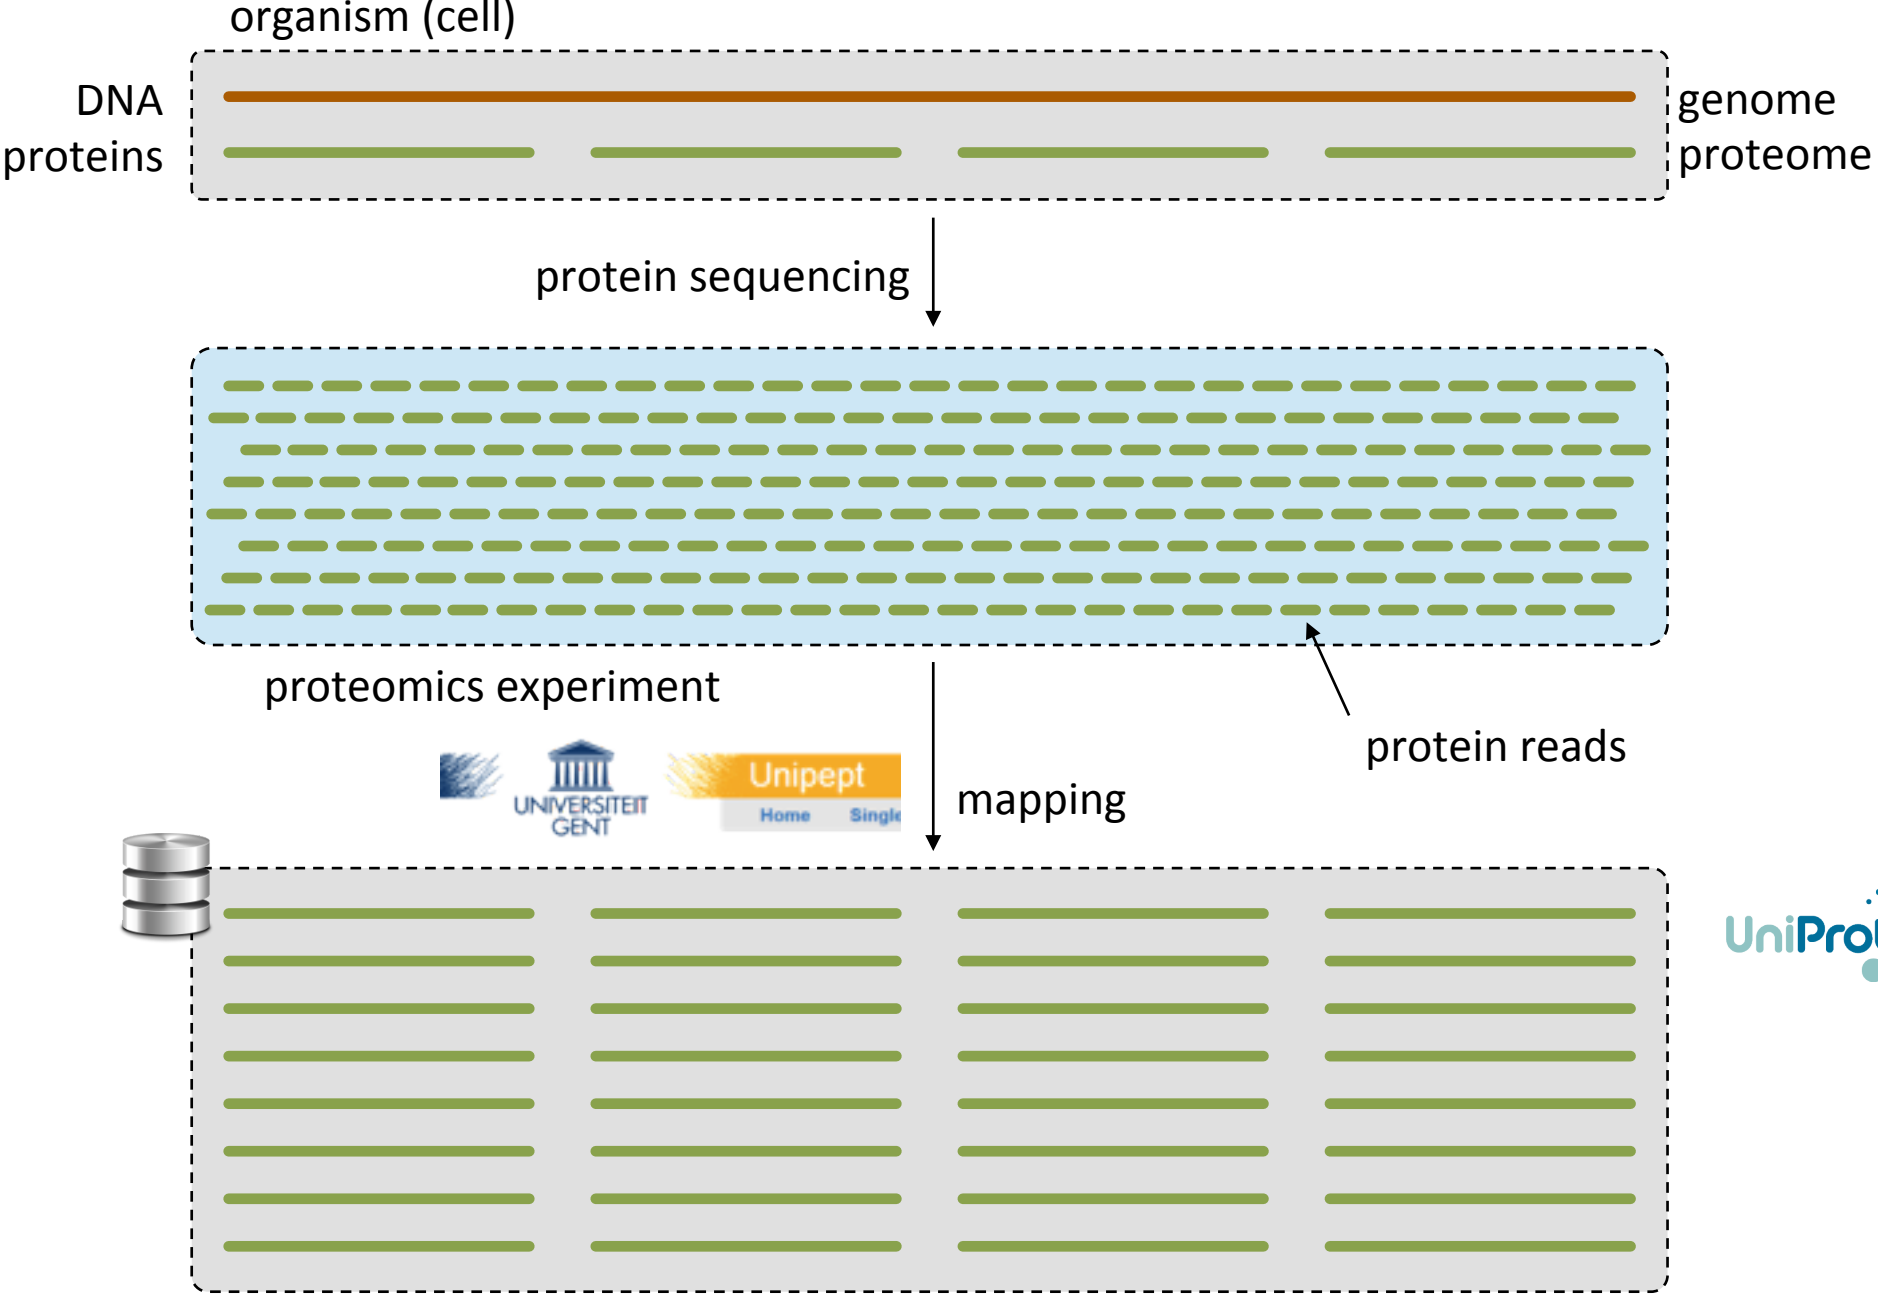 organism (cell)
DNA
genome
proteins
proteome
protein sequencing
proteomics experiment
protein reads
UNIVERSITEIT
GENT
Unipept
Home Single
mapping
UniProt